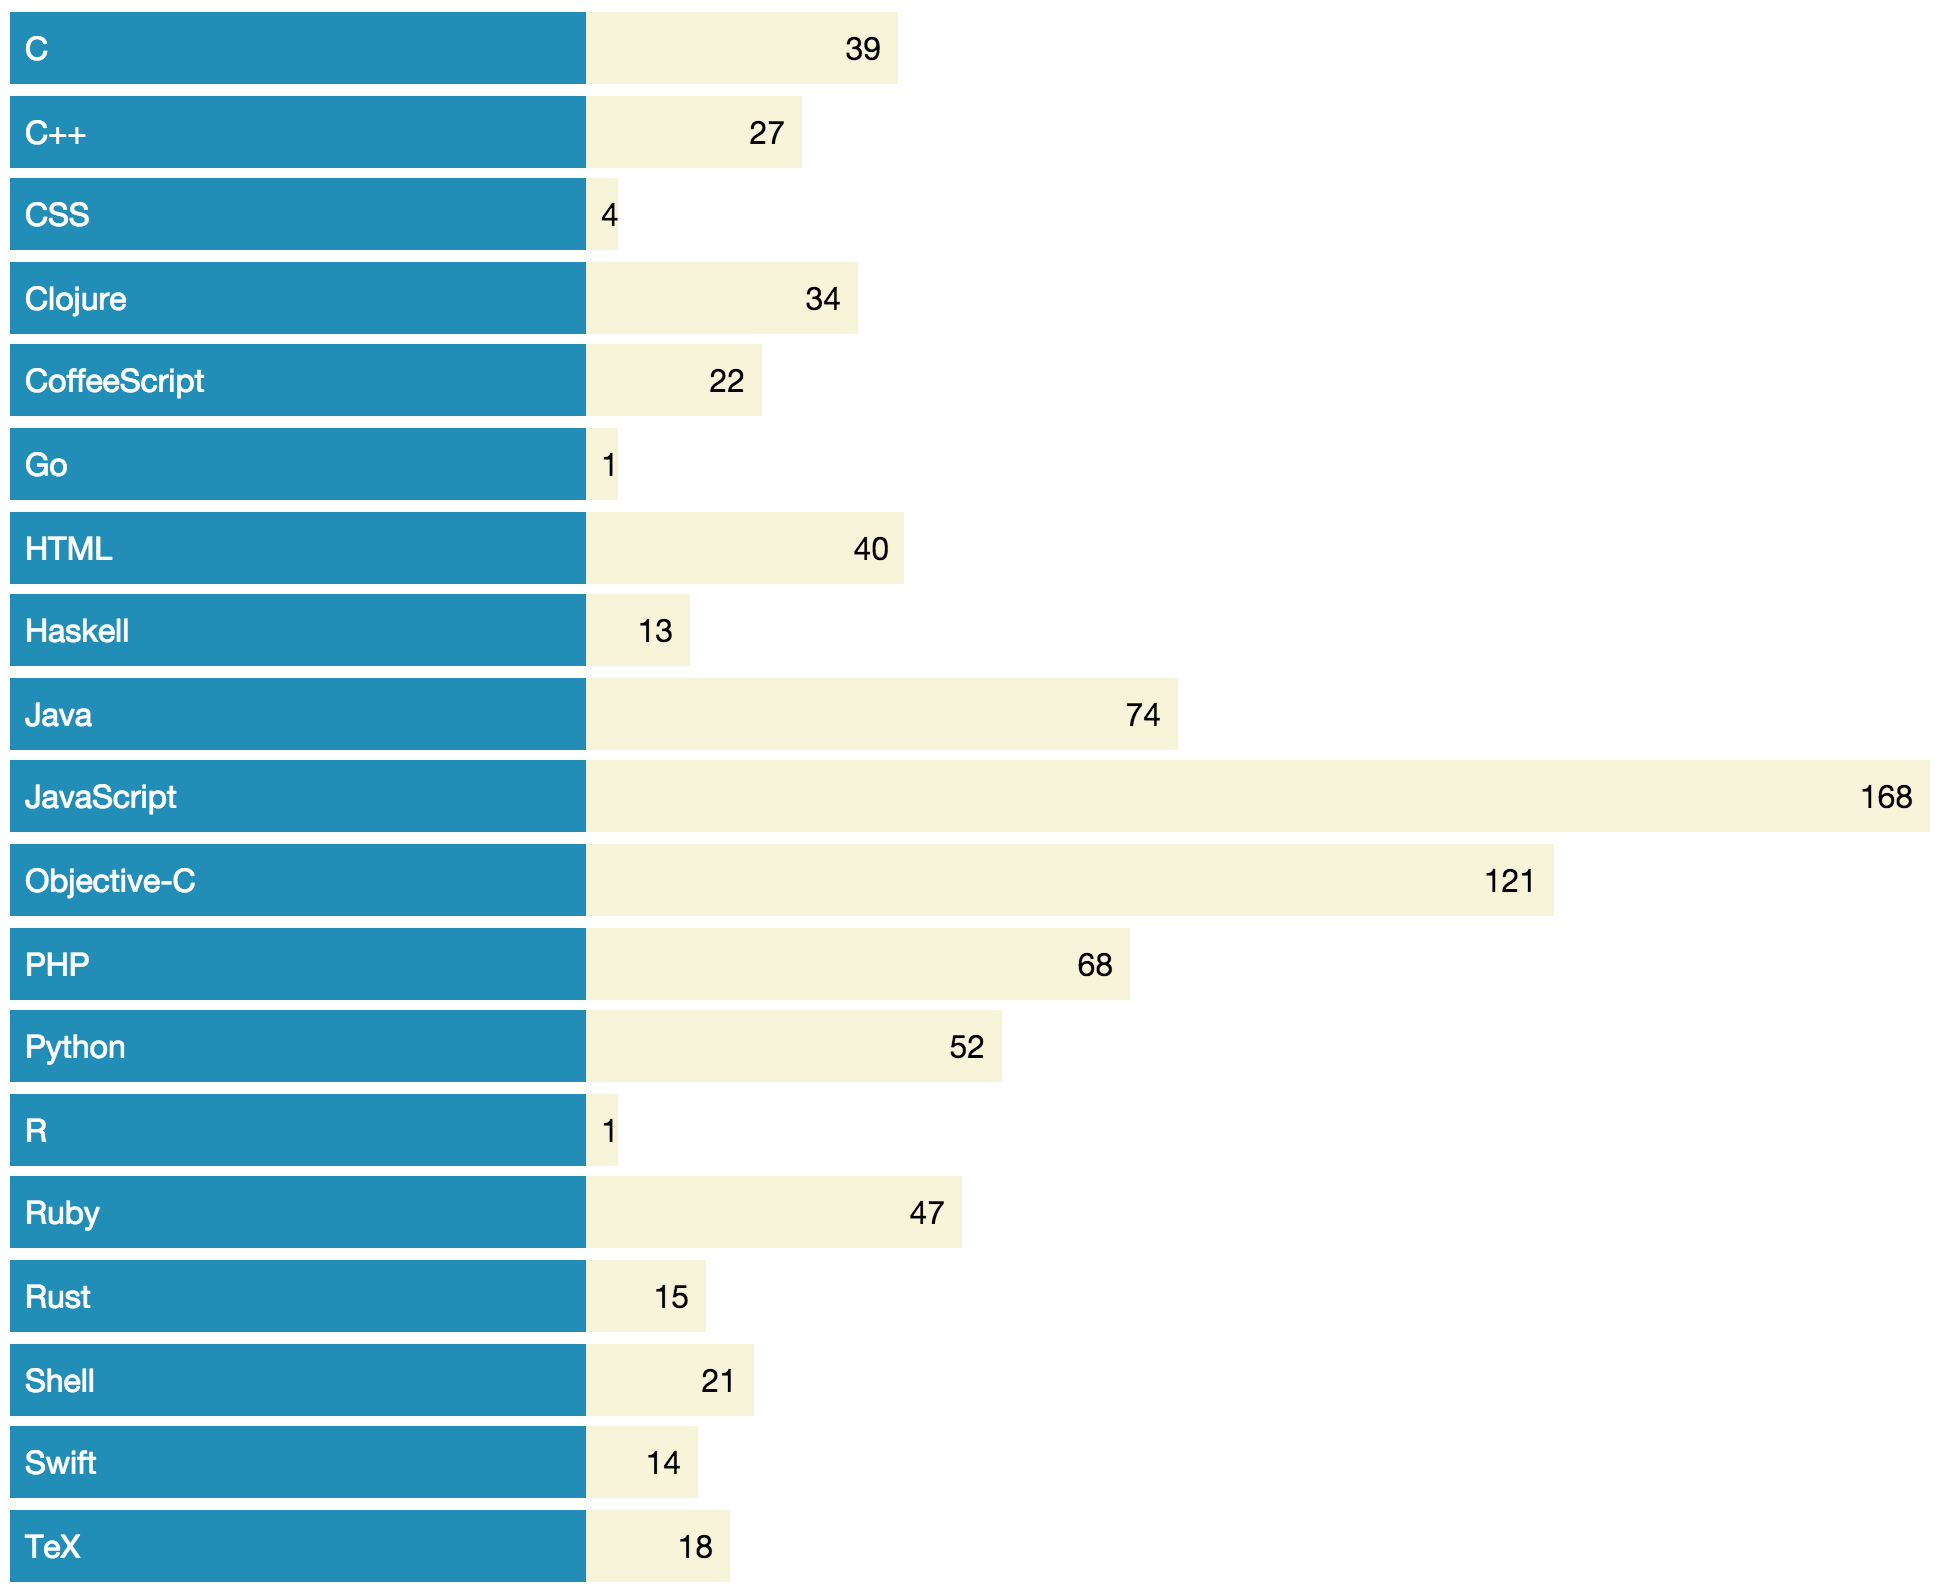 C 39
C++ 27
CSS 4
Clojure 34
CoffeeScript 22
Go 1
HTML 40
Haskell 13
Java 74
JavaScript 168
Objective-C 121
PHP 68
Python 52
R 1
Ruby 47
Rust 15
Shell 21
Swift 14
TeX 18